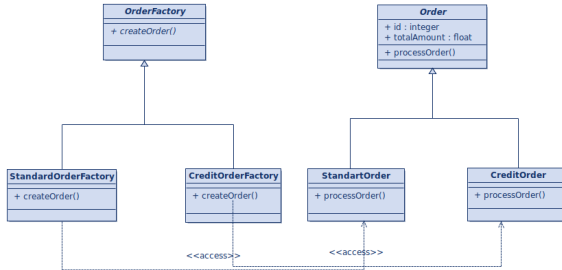 OrderFactory
+ createOrder()
Order
+ id : integer
+ totalAmount : float
+ processOrder()
StandardOrderFactory
+ createOrder()
CreditOrderFactory
+ createOrder()
StandartOrder
+ processOrder()
CreditOrder
+ processOrder()
<<access>>
<<access>>